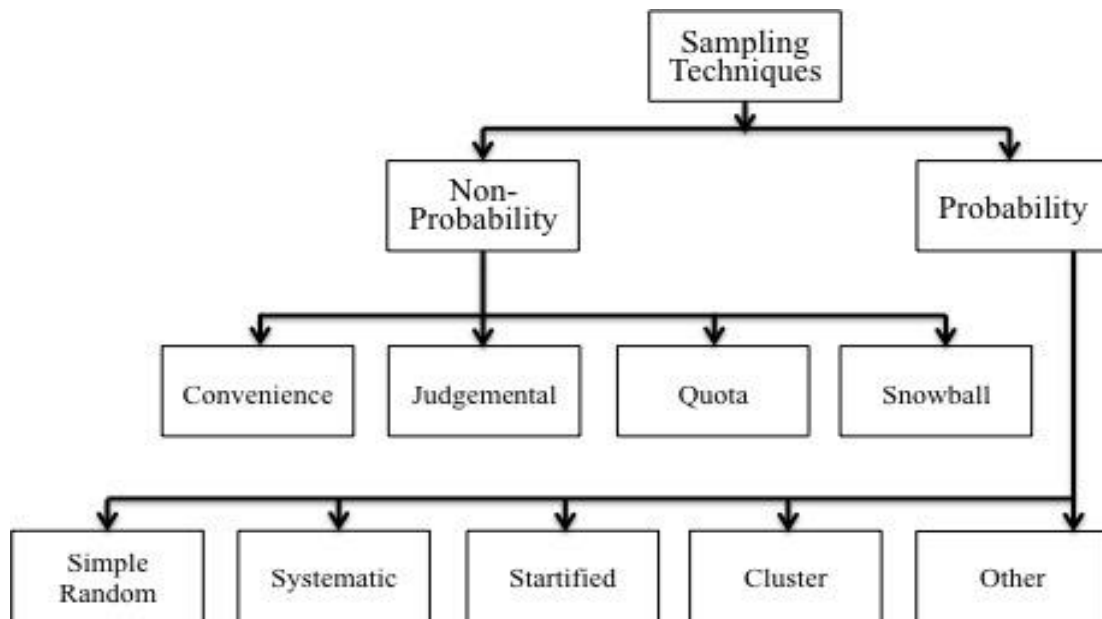 Sampling
Techniques
Non-
Probability
Probability
Convenience
Judgemental
Quota
Snowball
Simple
Random
Systematic
Startified
Cluster
Other